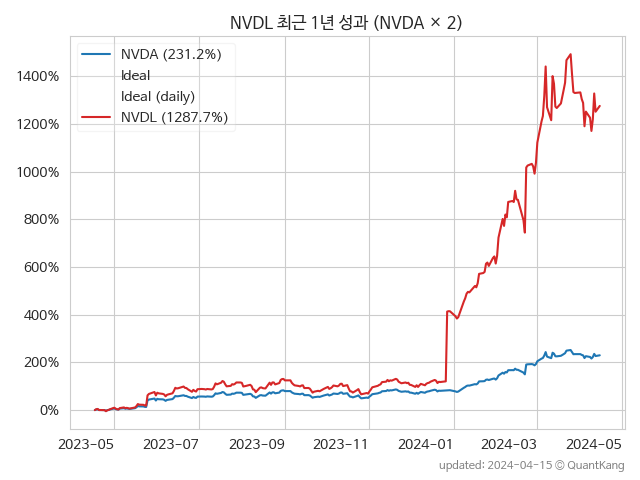 NVDL 최근 1년 성과 (NVDA × 2)
NVDA (231.2%)
Ideal
Ideal (daily)
NVDL (1287.7%)
1400%
1200%
1000%
800%
600%
400%
200%
0%
2023-05 2023-07 2023-09 2023-11 2024-01 2024-03 2024-05
updated: 2024-04-15 © QuantKang